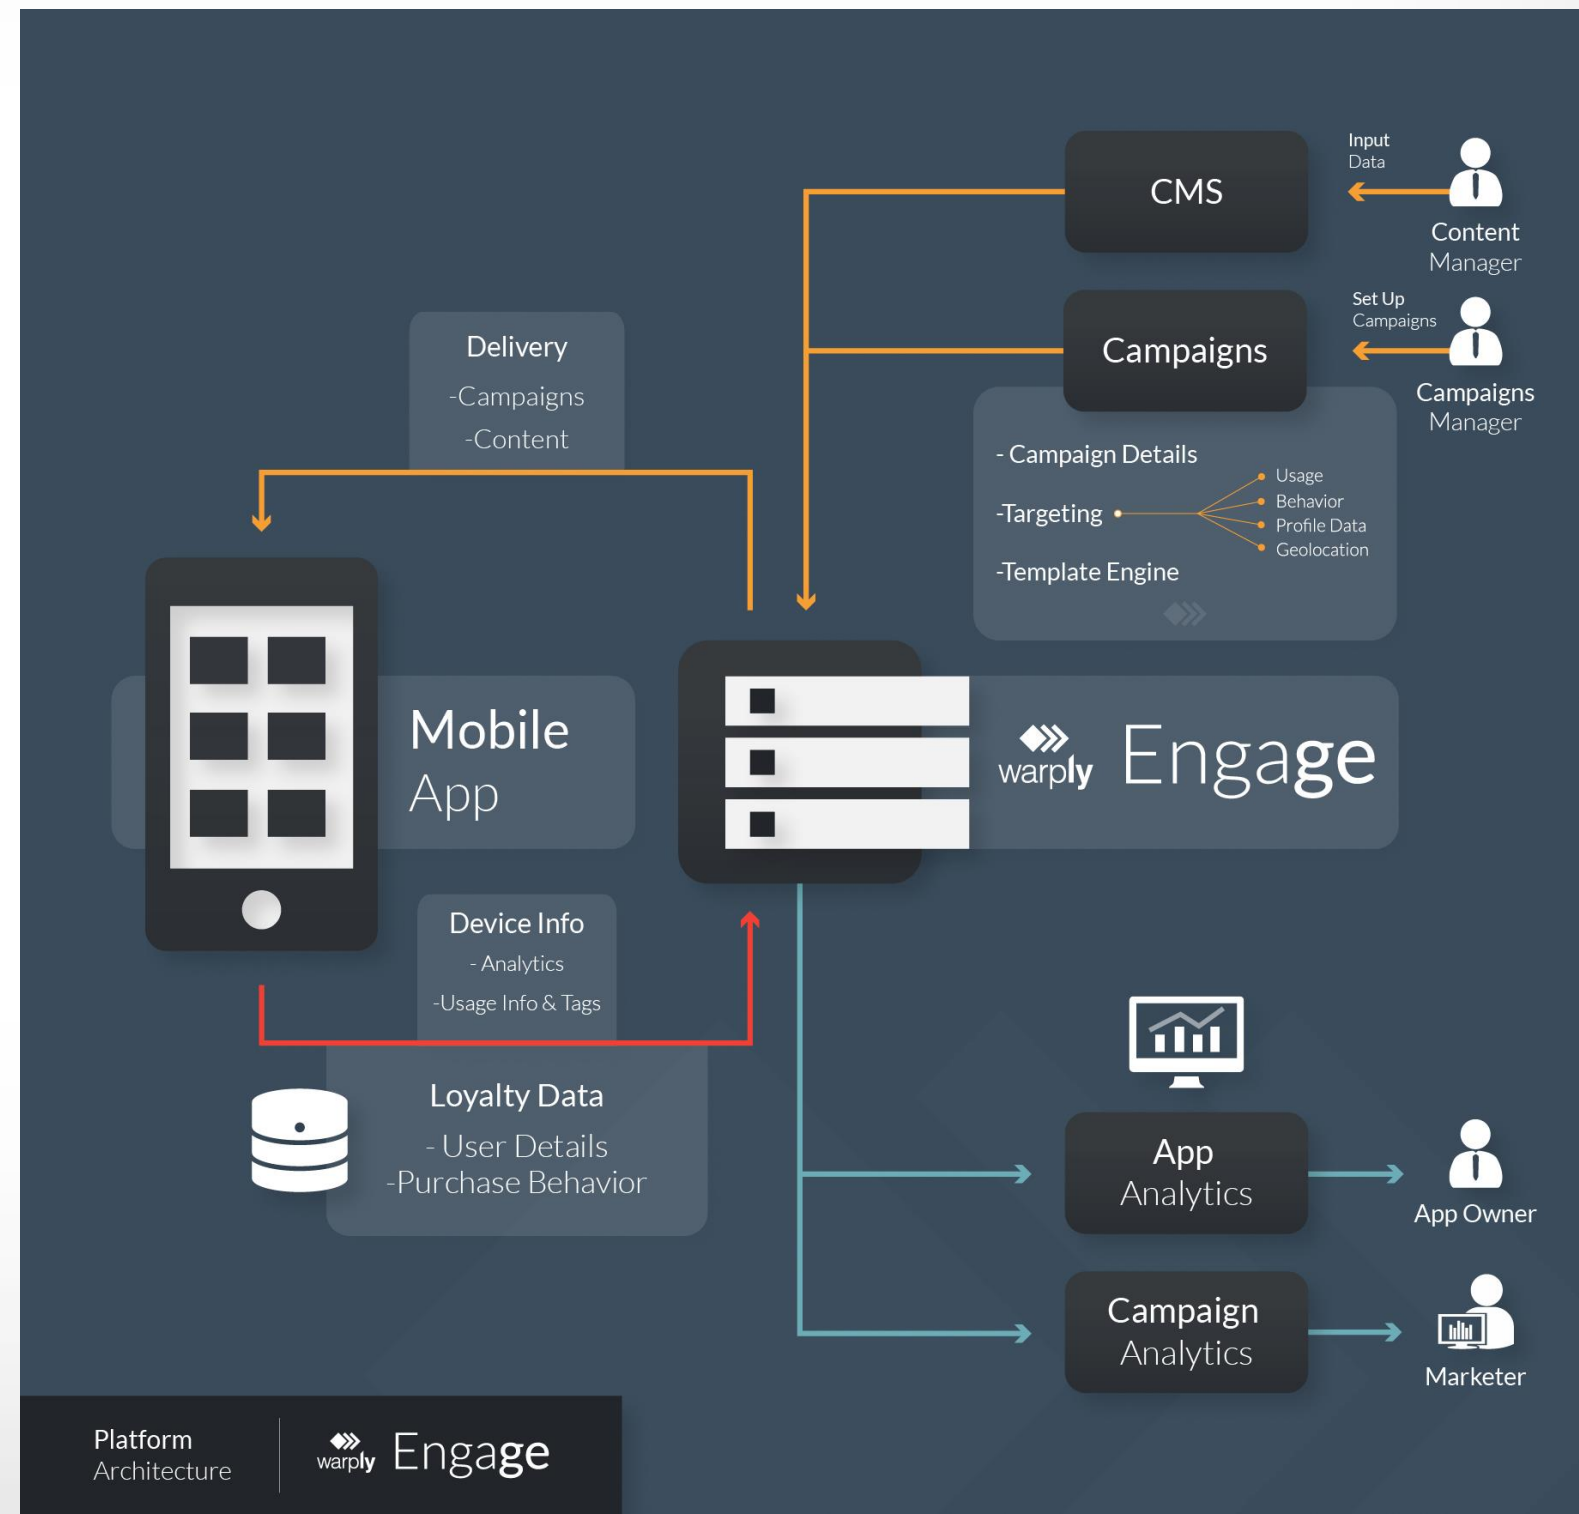 CMS
Input
Data
Content
Manager
Campaigns
Set Up
Campaigns
Campaigns
Manager
- Campaign Details
-Targeting
Usage
Behavior
Profile Data
Geolocation
-Template Engine
Delivery
-Campaigns
-Content
Mobile
App
warply Engage
Device Info
- Analytics
-Usage Info & Tags
Loyalty Data
- User Details
-Purchase Behavior
App
Analytics
App Owner
Campaign
Analytics
Marketer
Platform
Architecture
warply Engage